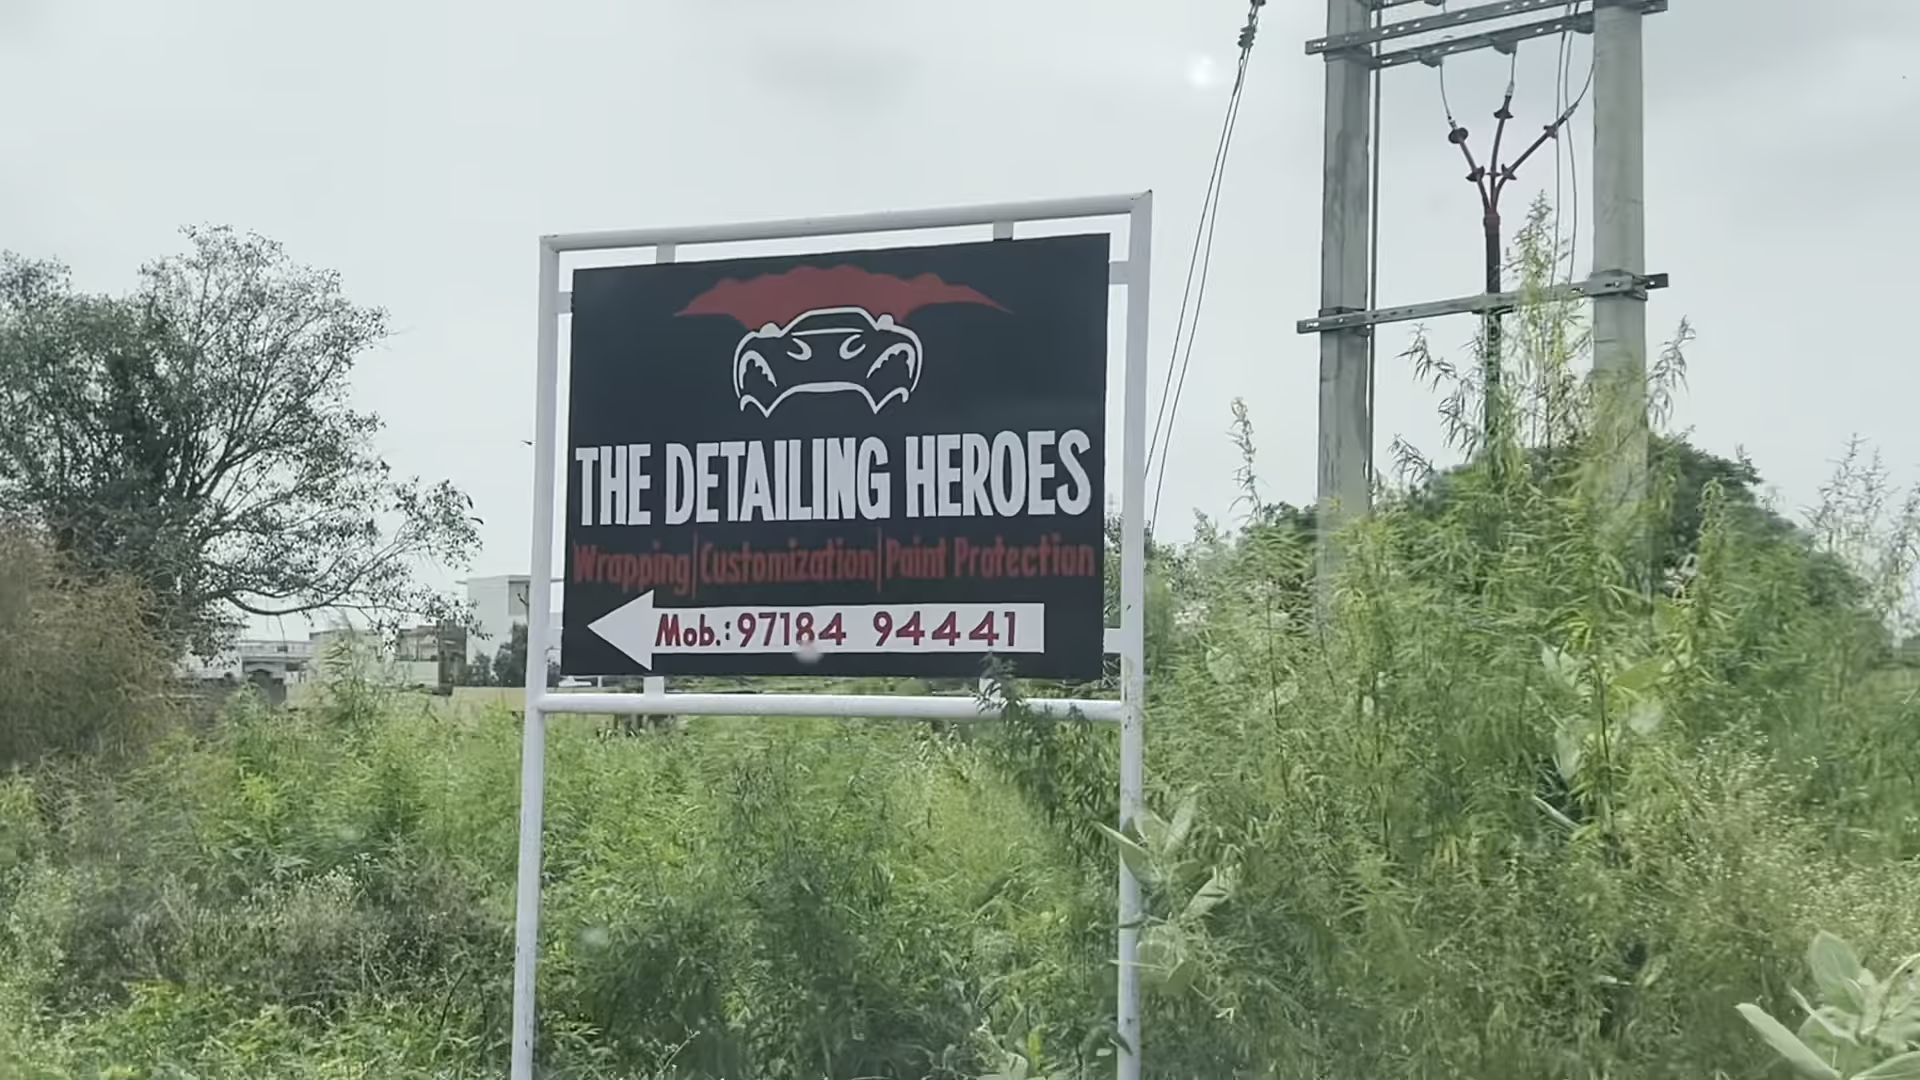 THE DETAILING HEROES
Wrapping|Customization|Paint Protection
Mob.: 97184 94441